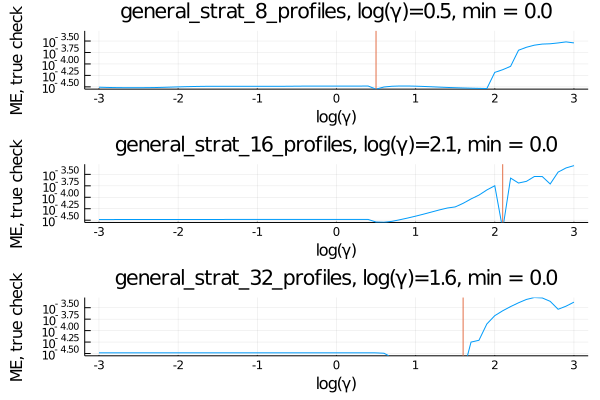 general_strat_8_profiles, log(γ)=0.5, min = 0.0
ME, true check
10^- 3.50
10^- 3.75
10^- 4.00
10^- 4.25
10^- 4.50
-3 -2 -1 0 1 2 3
log(γ)
general_strat_16_profiles, log(γ)=2.1, min = 0.0
ME, true check
10^- 3.50
10^- 3.75
10^- 4.00
10^- 4.25
10^- 4.50
-3 -2 -1 0 1 2 3
log(γ)
general_strat_32_profiles, log(γ)=1.6, min = 0.0
ME, true check
10^- 3.50
10^- 3.75
10^- 4.00
10^- 4.25
10^- 4.50
-3 -2 -1 0 1 2 3
log(γ)